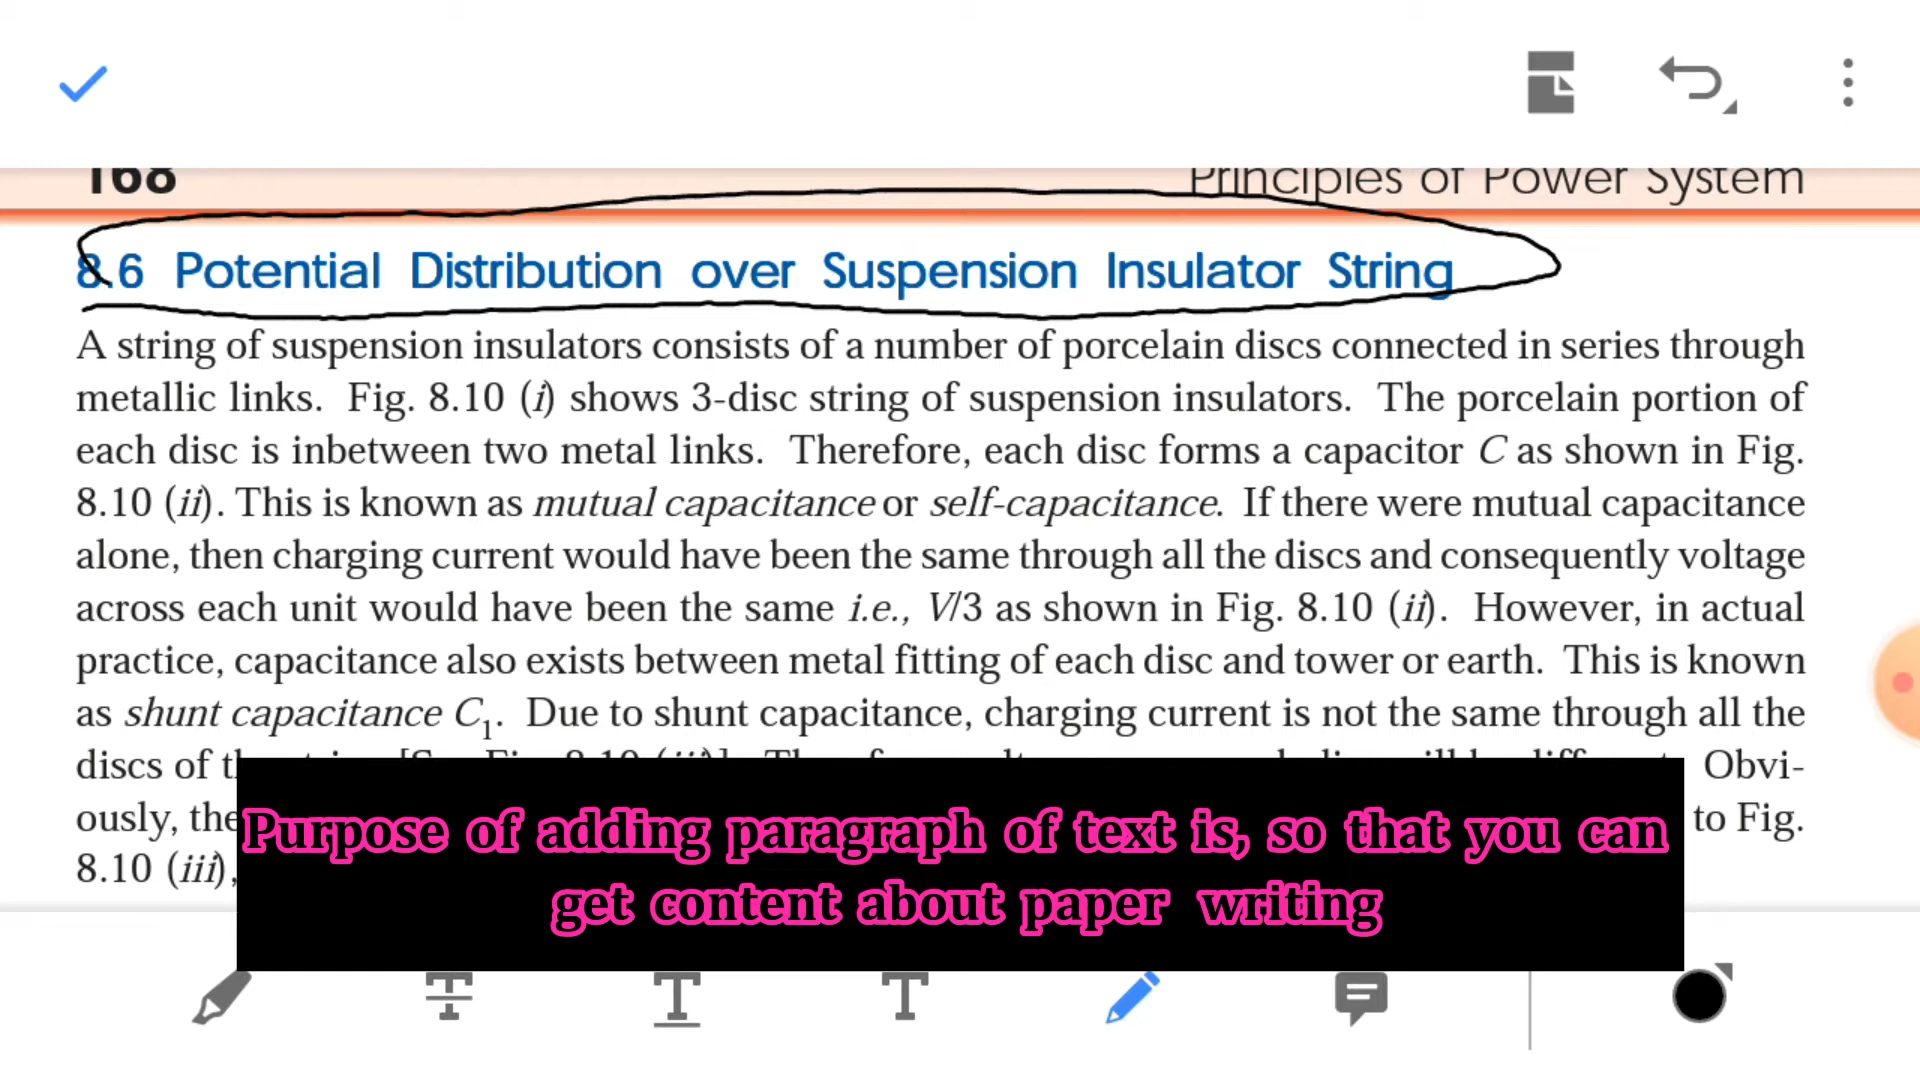 168 Principles of Power System
8.6 Potential Distribution over Suspension Insulator String
A string of suspension insulators consists of a number of porcelain discs connected in series through
metallic links. Fig. 8.10 (i) shows 3-disc string of suspension insulators. The porcelain portion of
each disc is inbetween two metal links. Therefore, each disc forms a capacitor C as shown in Fig.
8.10 (ii). This is known as mutual capacitance or self-capacitance. If there were mutual capacitance
alone, then charging current would have been the same through all the discs and consequently voltage
across each unit would have been the same i.e., V/3 as shown in Fig. 8.10 (ii). However, in actual
practice, capacitance also exists between metal fitting of each disc and tower or earth. This is known
as shunt capacitance C₁. Due to shunt capacitance, charging current is not the same through all the
discs of Obvi-
ously, the to Fig.
8.10 (iii),
Purpose of adding paragraph of text is, so that you can
get content about paper writing